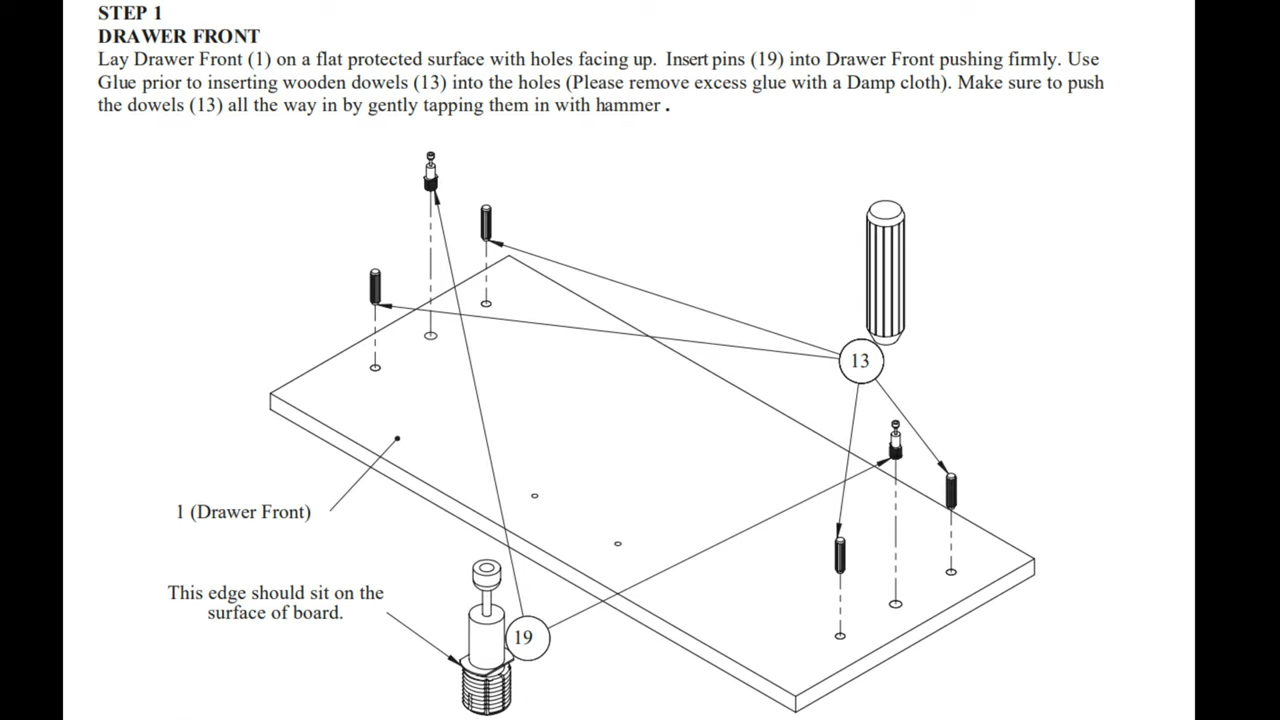 STEP 1
DRAWER FRONT
Lay Drawer Front (1) on a flat protected surface with holes facing up. Insert pins (19) into Drawer Front pushing firmly. Use
Glue prior to inserting wooden dowels (13) into the holes (Please remove excess glue with a Damp cloth). Make sure to push
the dowels (13) all the way in by gently tapping them in with hammer .
13
1 (Drawer Front)
This edge should sit on the
surface of board.
19